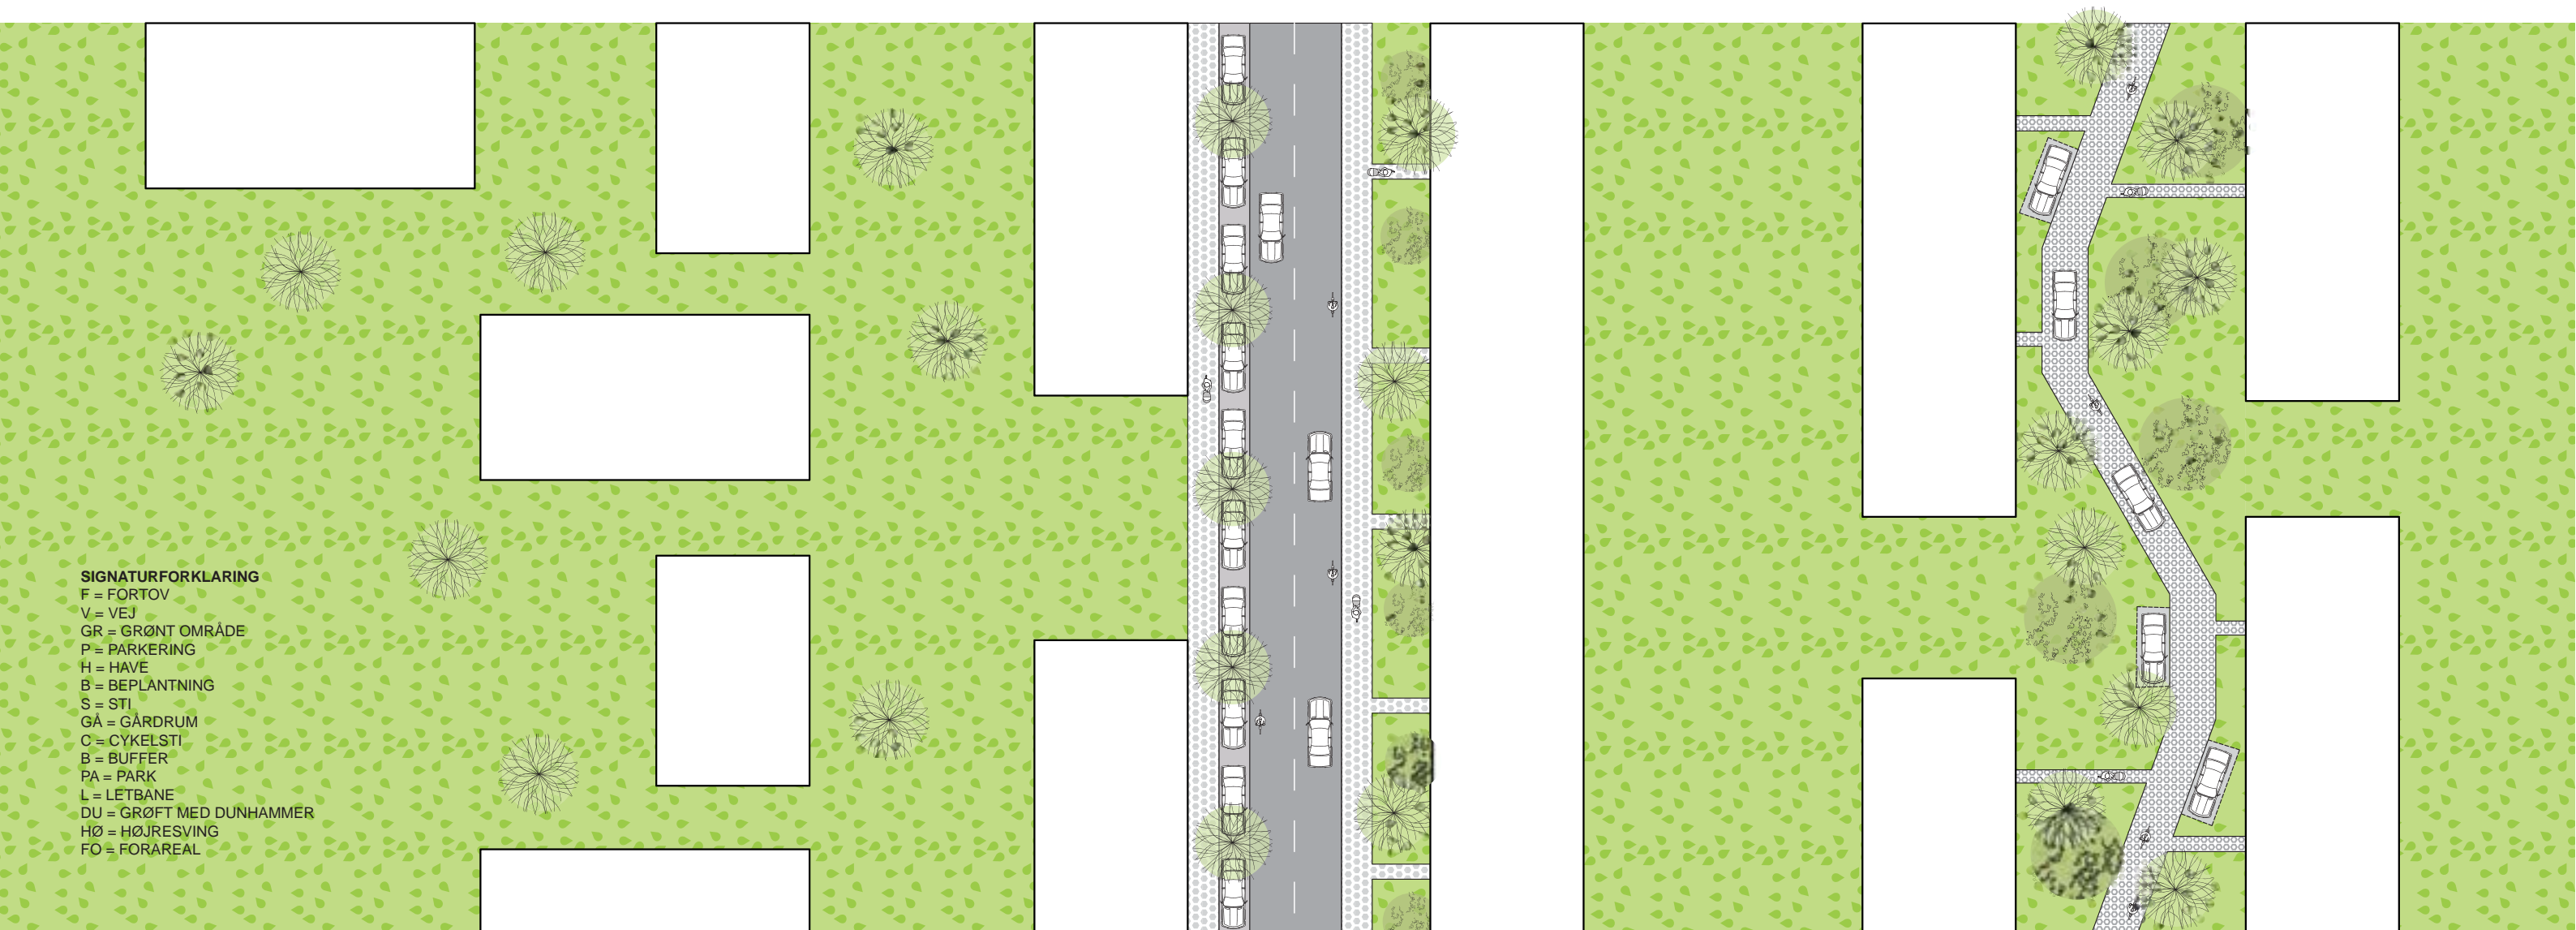 SIGNATURFORKLARING
F = FORTOV
V = VEJ
GR = GRØNT OMRÅDE
P = PARKERING
H = HAVE
B = BEPLANTNING
S = STI
GÅ = GÅRDRUM
C = CYKELSTI
B = BUFFER
PA = PARK
L = LETBANE
DU = GRØFT MED DUNHAMMER
HØ = HØJRESVING
FO = FORAREAL